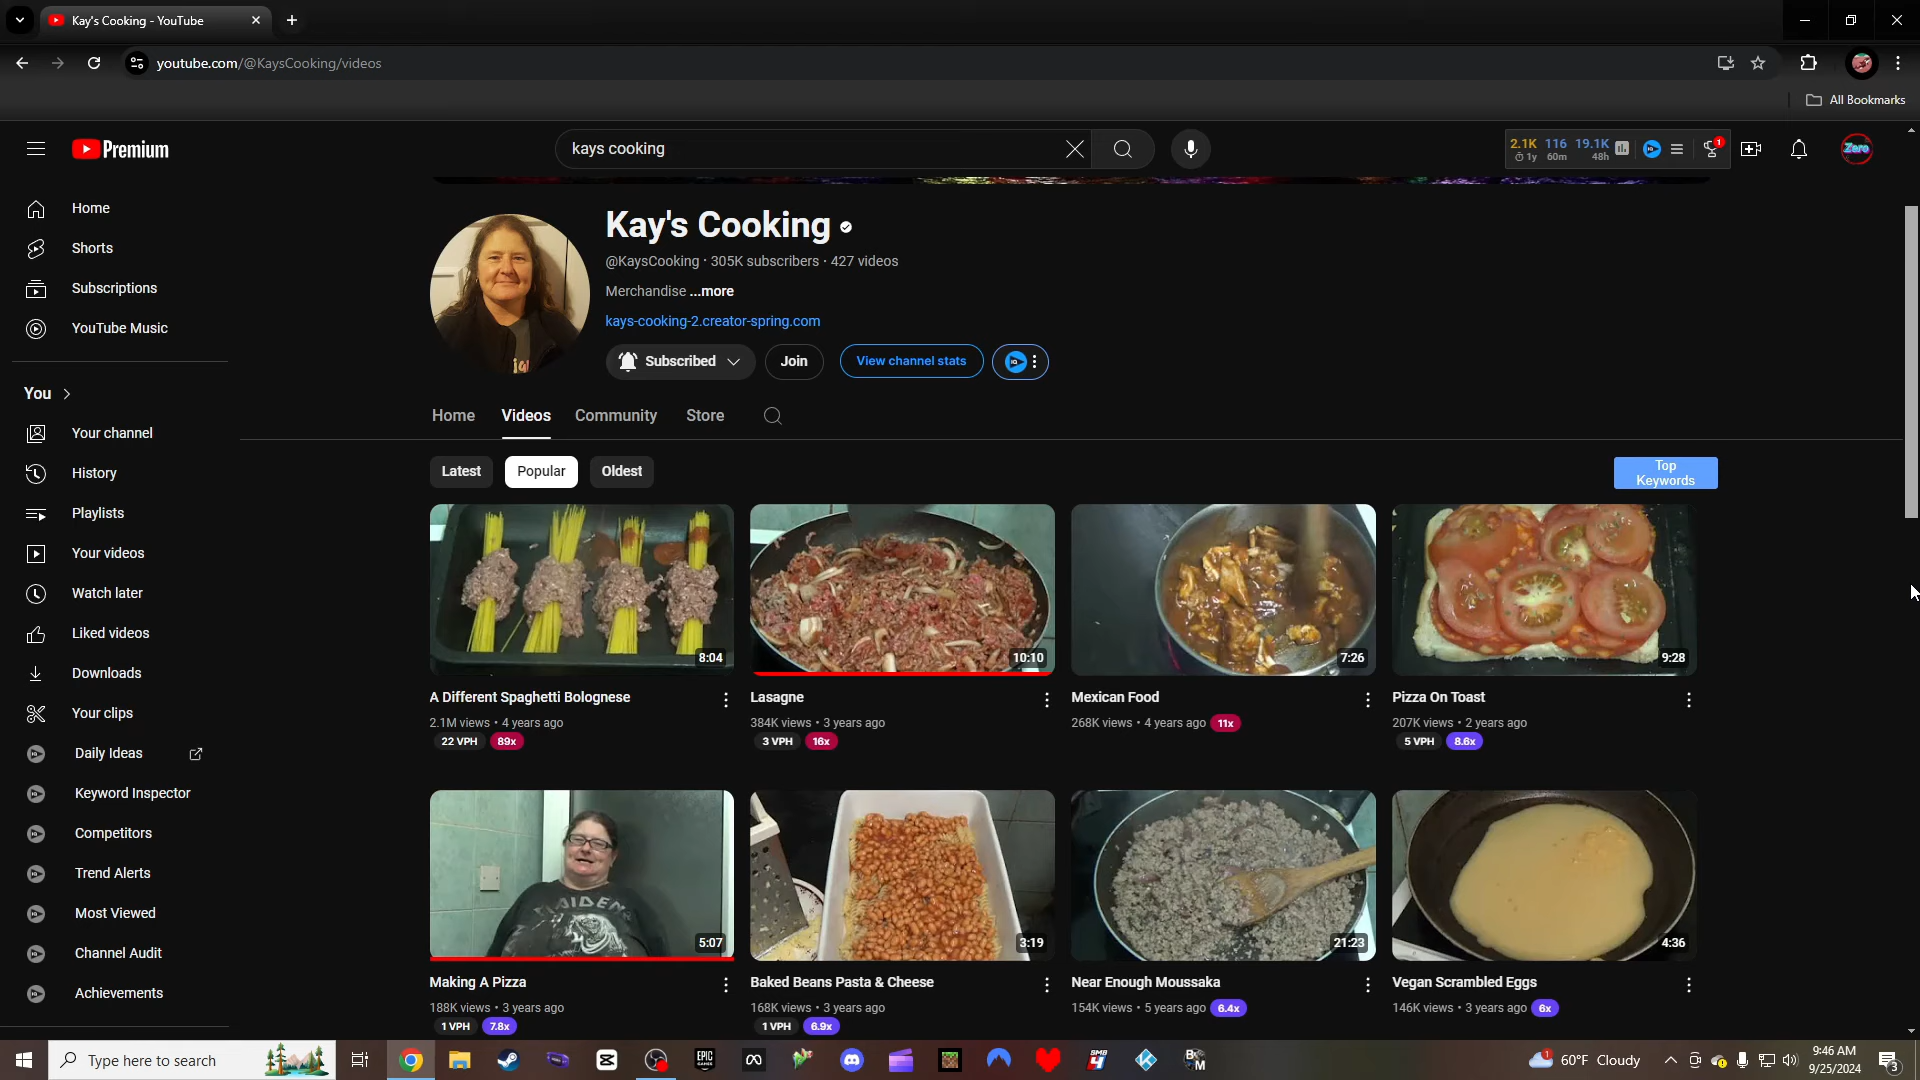 Kay's Cooking - YouTube
youtube.com/@KaysCooking/videos
All Bookmarks
Premium
kays cooking
2.1K 116 19.1K
1y 60m 48h
1
Zero
Home
Shorts
Subscriptions
YouTube Music
You
Your channel
History
Playlists
Your videos
Watch later
Liked videos
Downloads
Your clips
Daily Ideas
Keyword Inspector
Competitors
Trend Alerts
Most Viewed
Channel Audit
Achievements
Kay's Cooking
@KaysCooking · 305K subscribers · 427 videos
Merchandise ...more
kays-cooking-2.creator-spring.com
Subscribed
Join
View channel stats
Home Videos Community Store
Latest Popular Oldest
Top
Keywords
8:04
10:10
7:26
9:28
A Different Spaghetti Bolognese
2.1M views • 4 years ago
22 VPH 89x
Lasagne
384K views • 3 years ago
3 VPH 16x
Mexican Food
268K views • 4 years ago 11x
Pizza On Toast
207K views • 2 years ago
5 VPH 8.6x
MAIDEN
5:07
3:19
21:23
4:36
Making A Pizza
188K views • 3 years ago
1 VPH 7.8x
Baked Beans Pasta & Cheese
168K views • 3 years ago
1 VPH 6.9x
Near Enough Moussaka
154K views • 5 years ago 6.4x
Vegan Scrambled Eggs
146K views • 3 years ago 6x
Type here to search
EPIC
GAMES
1
60°F Cloudy
9:46 AM
9/25/2024
3